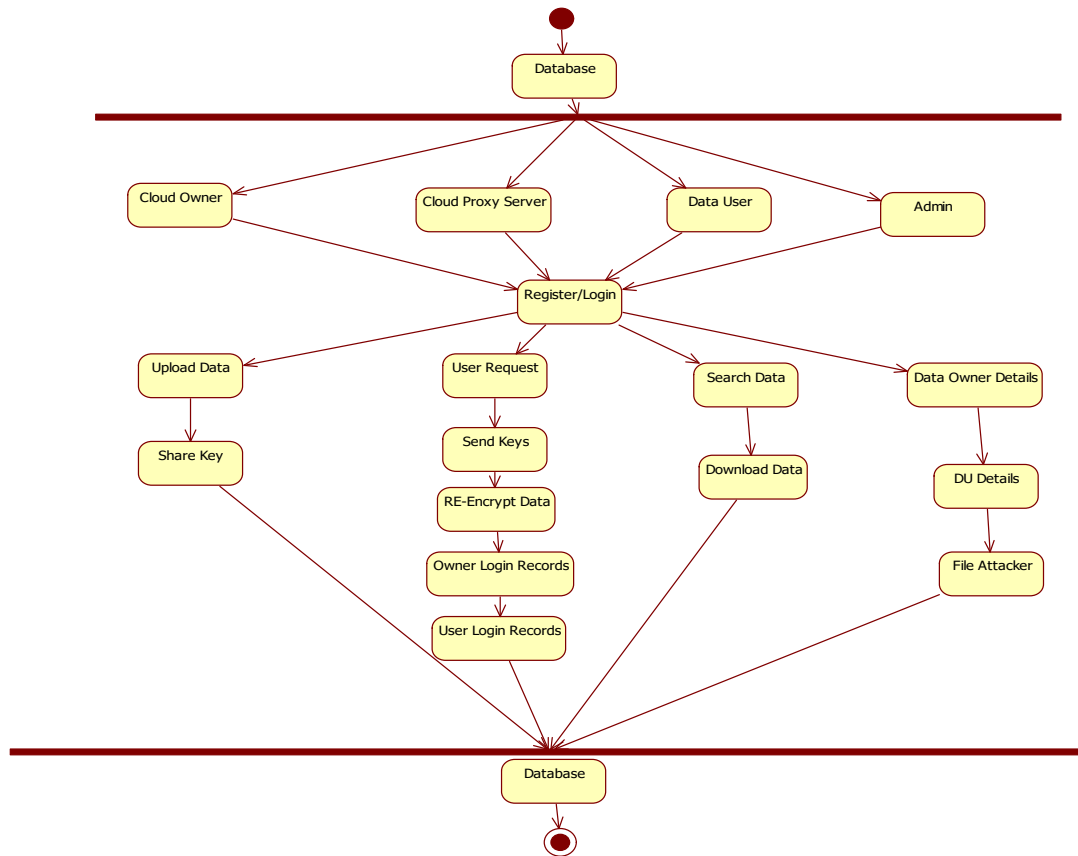 Database
Cloud Owner
Cloud Proxy Server
Data User
Admin
Register/Login
Upload Data
User Request
Search Data
Data Owner Details
Share Key
Send Keys
Download Data
DU Details
RE-Encrypt Data
Owner Login Records
File Attacker
User Login Records
Database